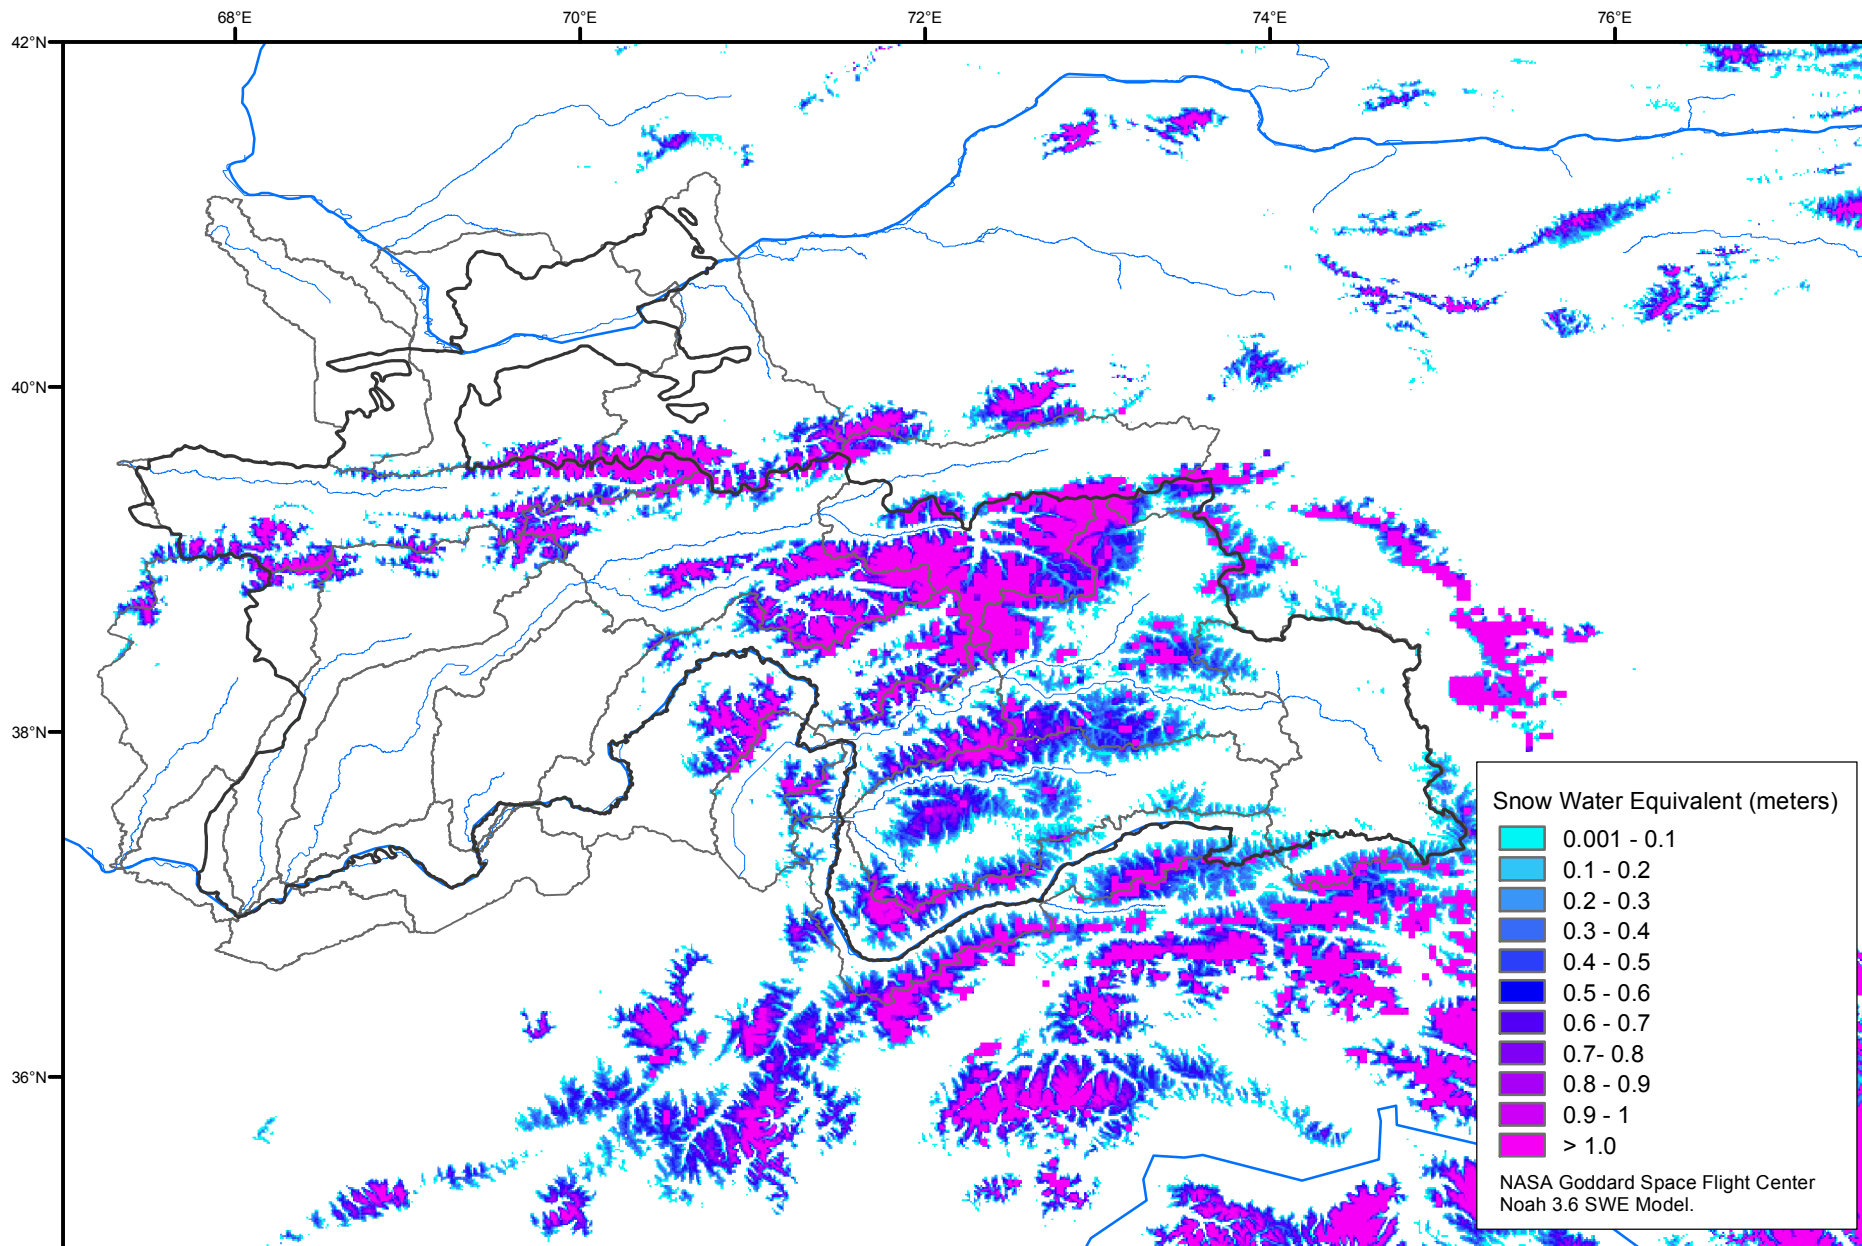 68°E
70°E
72°E
74°E
76°E
42°N
40°N
38°N
36°N
Snow Water Equivalent (meters)
0.001 - 0.1
0.1 - 0.2
0.2 - 0.3
0.3 - 0.4
0.4 - 0.5
0.5 - 0.6
0.6 - 0.7
0.7- 0.8
0.8 - 0.9
0.9 - 1
> 1.0
NASA Goddard Space Flight Center
Noah 3.6 SWE Model.